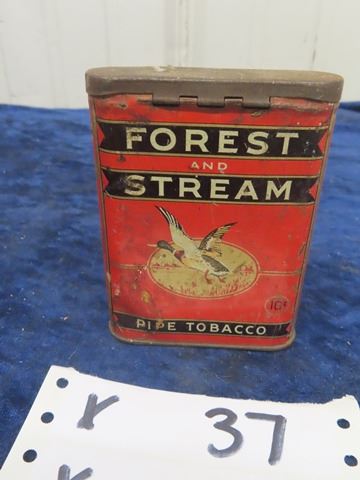 FOREST
AND
STREAM
10¢
PIPE TOBACCO
Y 37